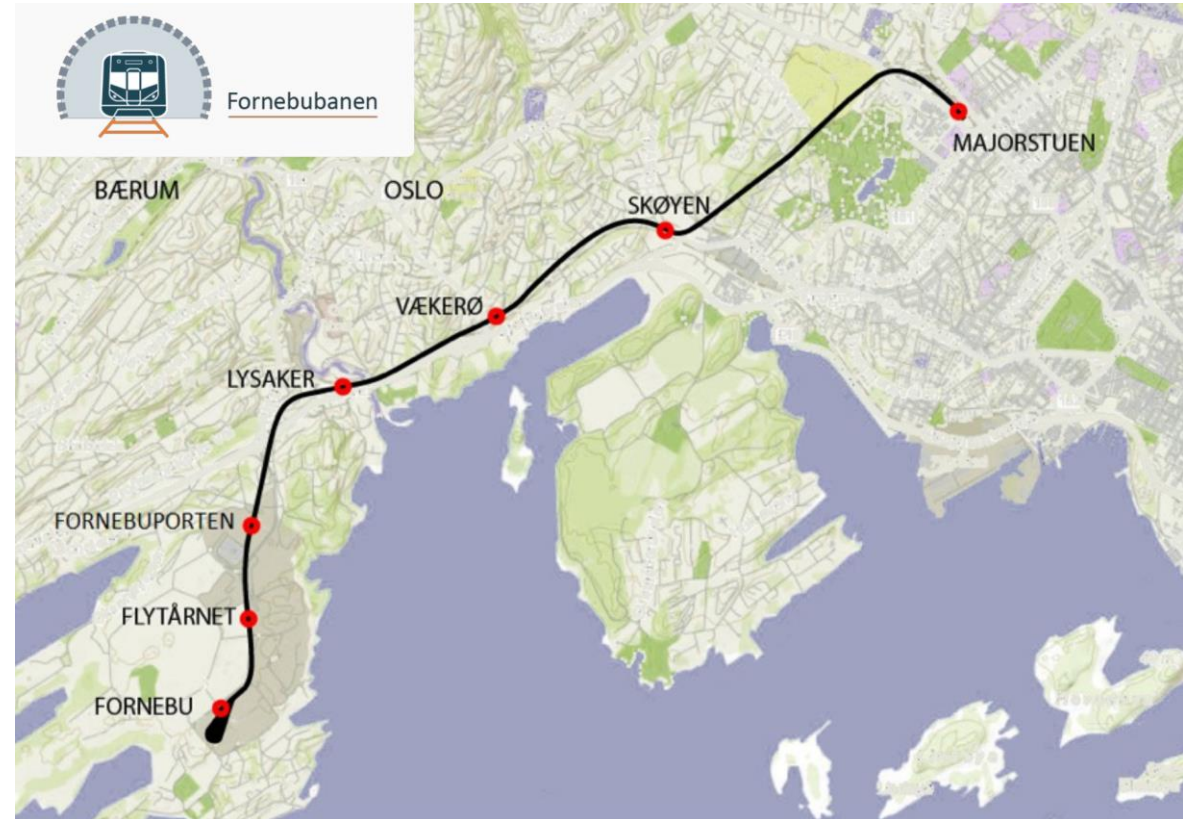 Fornebubanen
BÆRUM
OSLO
MAJORSTUEN
SKØYEN
VÆKERØ
LYSAKER
FORNEBUPORTEN
FLYTÅRNET
FORNEBU